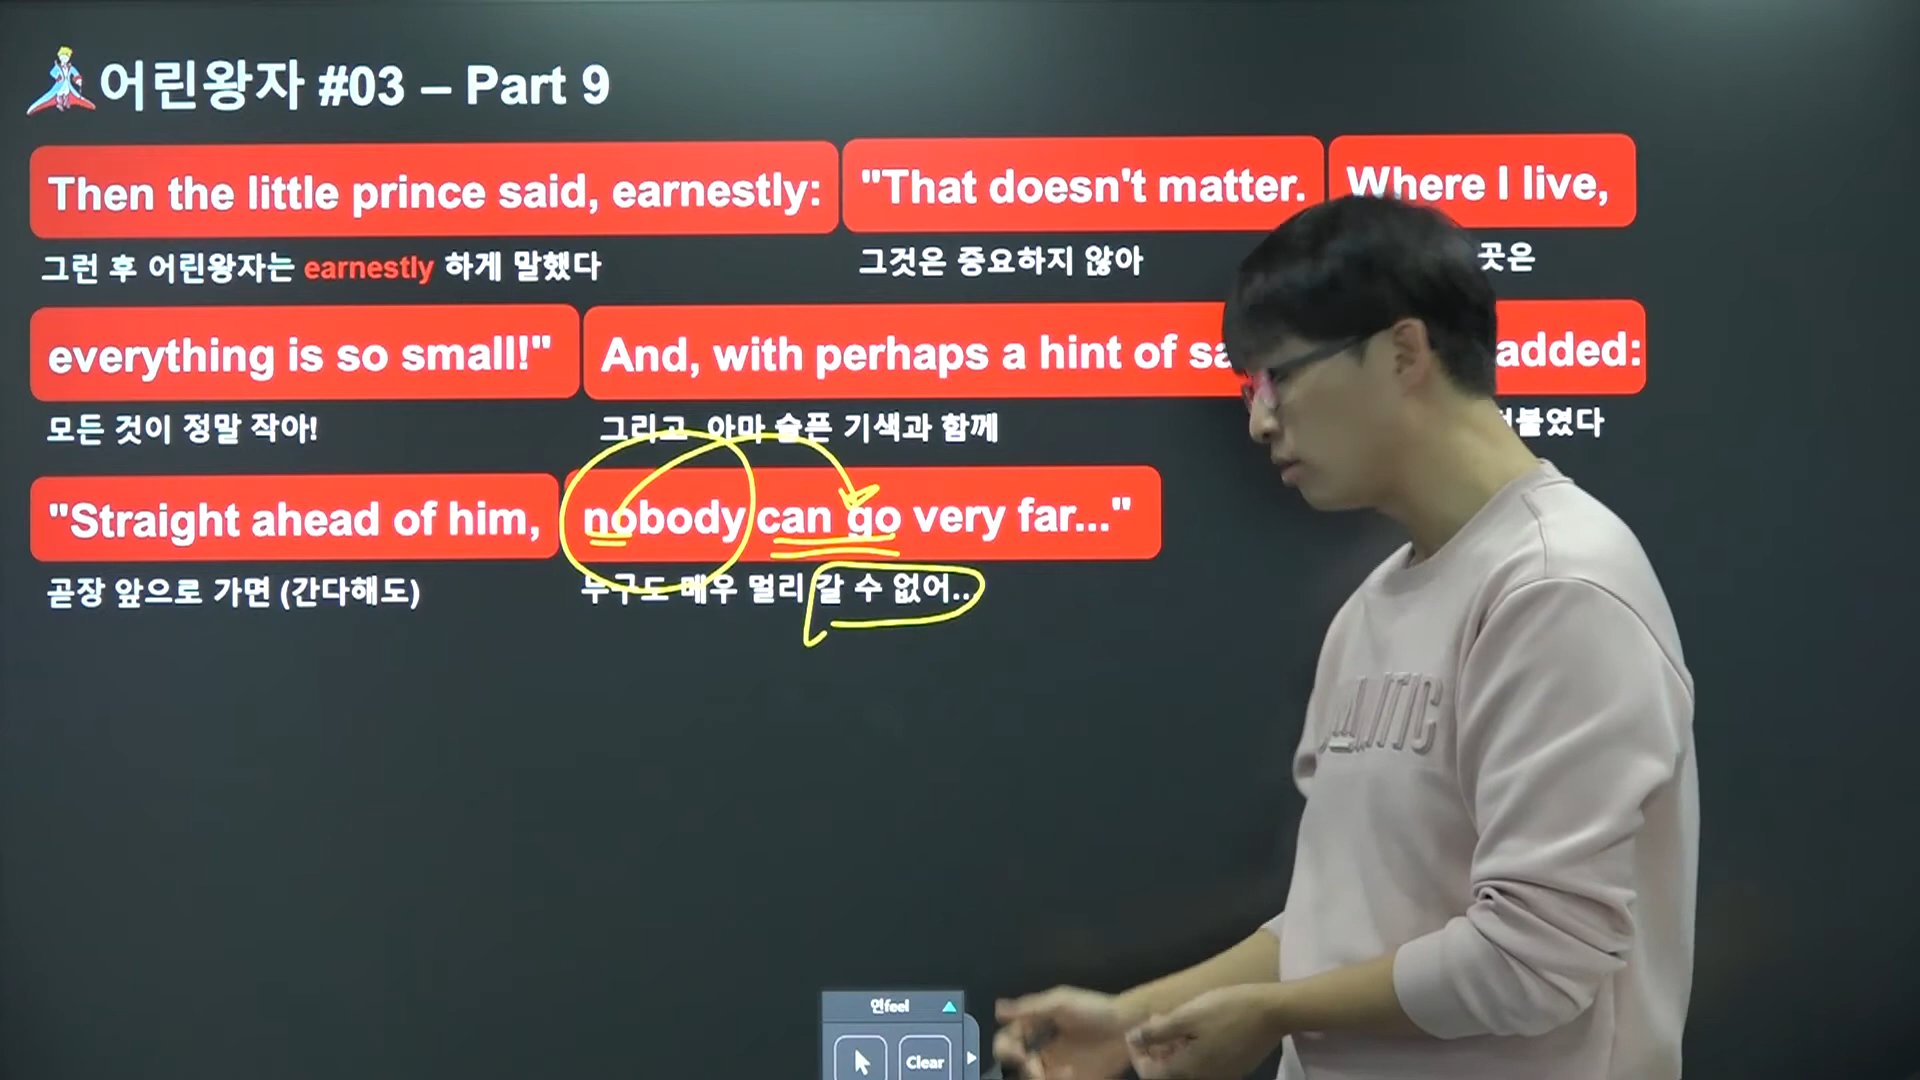 어린왕자 #03 – Part 9
Then the little prince said, earnestly: "That doesn't matter. Where I live,
그런 후 어린왕자는 earnestly 하게 말했다 그것은 중요하지 않아 곳은
everything is so small!" And, with perhaps a hint of added:
모든 것이 정말 작아! 그리고 아마 슬픈 기색과 함께
"Straight ahead of him, nobody can go very far..."
곧장 앞으로 가면 (간다해도) 누구도 매우 멀리 갈 수 없어...
연feel
Clear